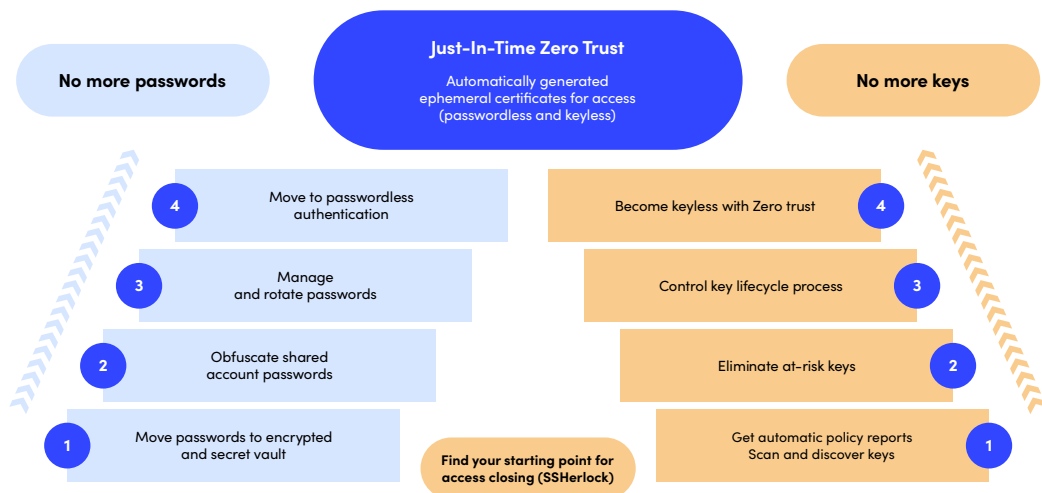 No more passwords
Just-In-Time Zero Trust
Automatically generated
ephemeral certificates for access
(passwordless and keyless)
No more keys
4
Move to passwordless
authentication
3
Manage
and rotate passwords
2
Obfuscate shared
account passwords
1
Move passwords to encrypted
and secret vault
Become keyless with Zero trust
4
Control key lifecycle process
3
Eliminate at-risk keys
2
Get automatic policy reports
Scan and discover keys
1
Find your starting point for
access closing (SSHerlock)